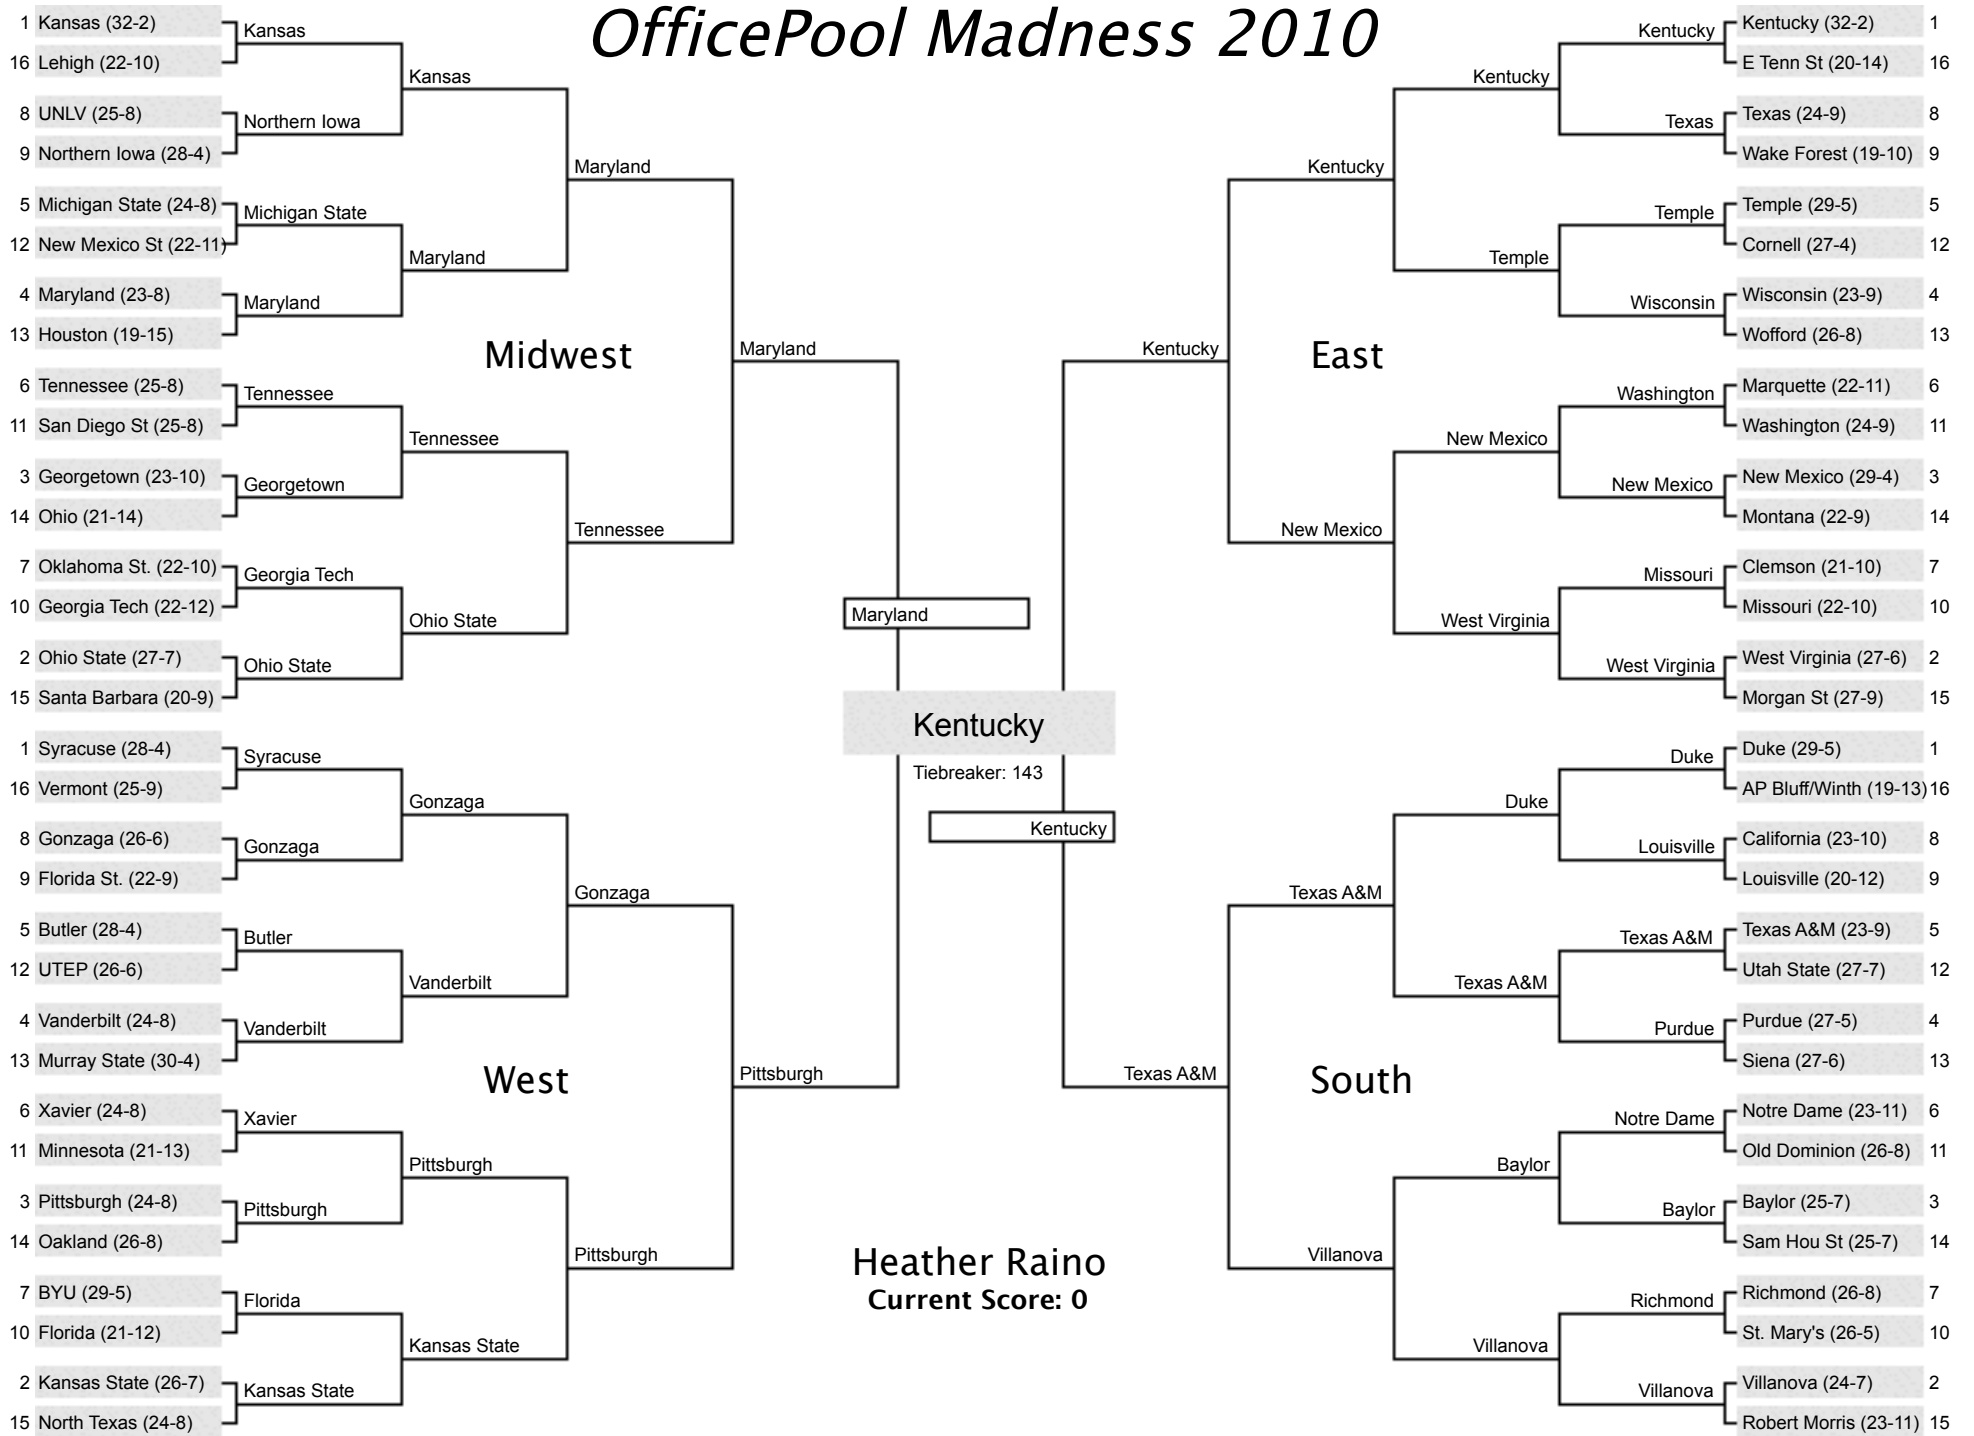 OfficePool Madness 2010
1 Kansas (32-2)
Kansas
16 Lehigh (22-10)
Kansas
8 UNLV (25-8)
Northern Iowa
9 Northern Iowa (28-4)
Maryland
5 Michigan State (24-8)
Michigan State
12 New Mexico St (22-11)
Maryland
4 Maryland (23-8)
Maryland
13 Houston (19-15)
Midwest
Maryland
6 Tennessee (25-8)
Tennessee
11 San Diego St (25-8)
Tennessee
3 Georgetown (23-10)
Georgetown
14 Ohio (21-14)
Tennessee
7 Oklahoma St. (22-10)
Georgia Tech
10 Georgia Tech (22-12)
Ohio State
2 Ohio State (27-7)
Ohio State
15 Santa Barbara (20-9)
1 Syracuse (28-4)
Syracuse
16 Vermont (25-9)
Gonzaga
8 Gonzaga (26-6)
Gonzaga
9 Florida St. (22-9)
Gonzaga
5 Butler (28-4)
Butler
12 UTEP (26-6)
Vanderbilt
4 Vanderbilt (24-8)
Vanderbilt
13 Murray State (30-4)
West
Pittsburgh
6 Xavier (24-8)
Xavier
11 Minnesota (21-13)
Pittsburgh
3 Pittsburgh (24-8)
Pittsburgh
14 Oakland (26-8)
Pittsburgh
7 BYU (29-5)
Florida
10 Florida (21-12)
Kansas State
2 Kansas State (26-7)
Kansas State
15 North Texas (24-8)
Maryland
Kentucky
Tiebreaker: 143
Kentucky
Heather Raino
Current Score: 0
Kentucky (32-2) 1
Kentucky
E Tenn St (20-14) 16
Kentucky
Texas (24-9) 8
Texas
Wake Forest (19-10) 9
Kentucky
Temple (29-5) 5
Temple
Cornell (27-4) 12
Temple
Wisconsin (23-9) 4
Wisconsin
Wofford (26-8) 13
Kentucky
East
Marquette (22-11) 6
Washington
Washington (24-9) 11
New Mexico
New Mexico (29-4) 3
New Mexico
Montana (22-9) 14
New Mexico
Clemson (21-10) 7
Missouri
Missouri (22-10) 10
West Virginia
West Virginia (27-6) 2
West Virginia
Morgan St (27-9) 15
Duke (29-5) 1
Duke
AP Bluff/Winth (19-13) 16
Duke
California (23-10) 8
Louisville
Louisville (20-12) 9
Texas A&M
Texas A&M (23-9) 5
Texas A&M
Utah State (27-7) 12
Texas A&M
Purdue (27-5) 4
Purdue
Siena (27-6) 13
Texas A&M
South
Notre Dame (23-11) 6
Notre Dame
Old Dominion (26-8) 11
Baylor
Baylor (25-7) 3
Baylor
Sam Hou St (25-7) 14
Villanova
Richmond (26-8) 7
Richmond
St. Mary's (26-5) 10
Villanova
Villanova (24-7) 2
Villanova
Robert Morris (23-11) 15